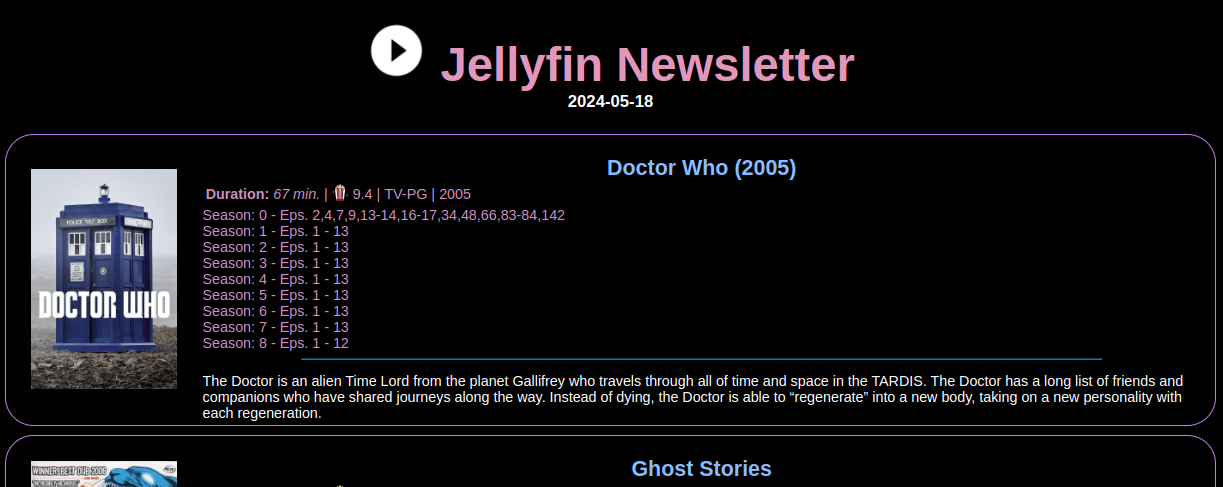 Jellyfin Newsletter
2024-05-18
Doctor Who (2005)
Duration: 67 min. | 9.4 | TV-PG | 2005
Season: 0 - Eps. 2,4,7,9,13-14,16-17,34,48,66,83-84,142
Season: 1 - Eps. 1 - 13
Season: 2 - Eps. 1 - 13
Season: 3 - Eps. 1 - 13
Season: 4 - Eps. 1 - 13
Season: 5 - Eps. 1 - 13
Season: 6 - Eps. 1 - 13
Season: 7 - Eps. 1 - 13
Season: 8 - Eps. 1 - 12
POLICE BOX
DOCTOR WHO
The Doctor is an alien Time Lord from the planet Gallifrey who travels through all of time and space in the TARDIS. The Doctor has a long list of friends and
companions who have shared journeys along the way. Instead of dying, the Doctor is able to “regenerate” into a new body, taking on a new personality with
each regeneration.
Ghost Stories
WINNER! BEST DUB 2006